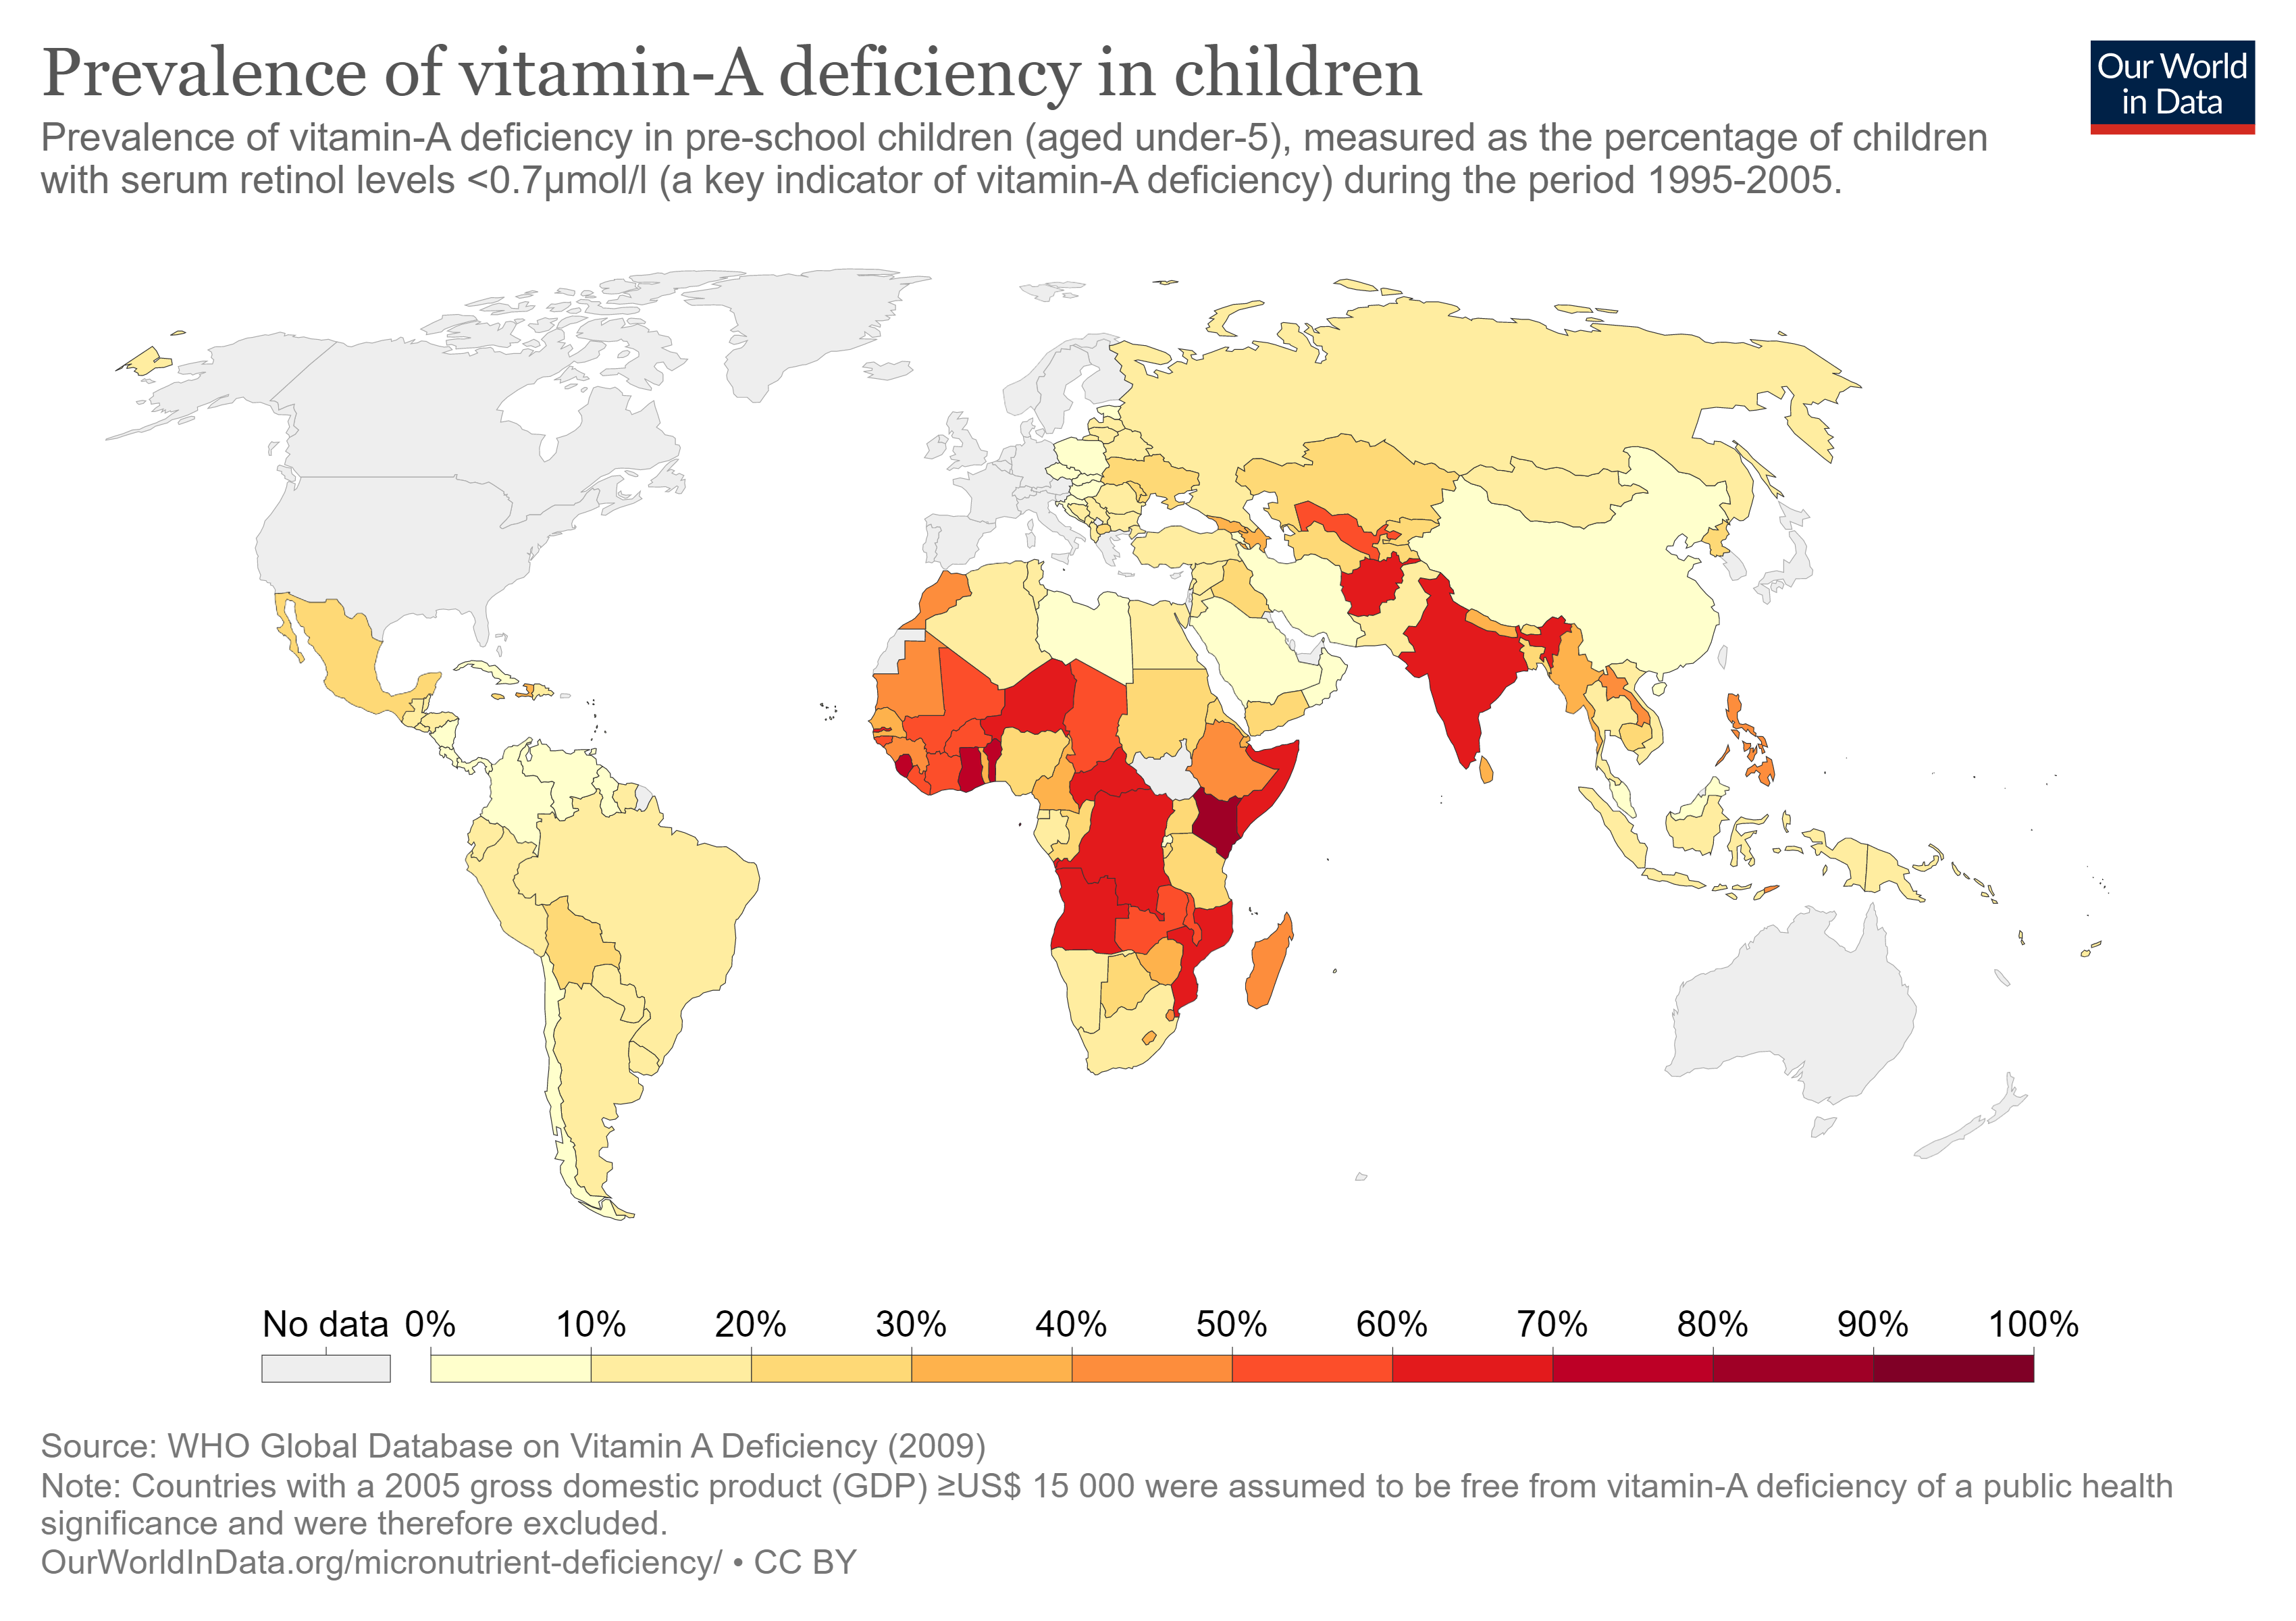 Prevalence of vitamin-A deficiency in children
Our World
in Data
Prevalence of vitamin-A deficiency in pre-school children (aged under-5), measured as the percentage of children
with serum retinol levels <0.7μmol/l (a key indicator of vitamin-A deficiency) during the period 1995-2005.
No data 0% 10% 20% 30% 40% 50% 60% 70% 80% 90% 100%
Source: WHO Global Database on Vitamin A Deficiency (2009)
Note: Countries with a 2005 gross domestic product (GDP) ≥US$ 15 000 were assumed to be free from vitamin-A deficiency of a public health
significance and were therefore excluded.
OurWorldInData.org/micronutrient-deficiency/ • CC BY